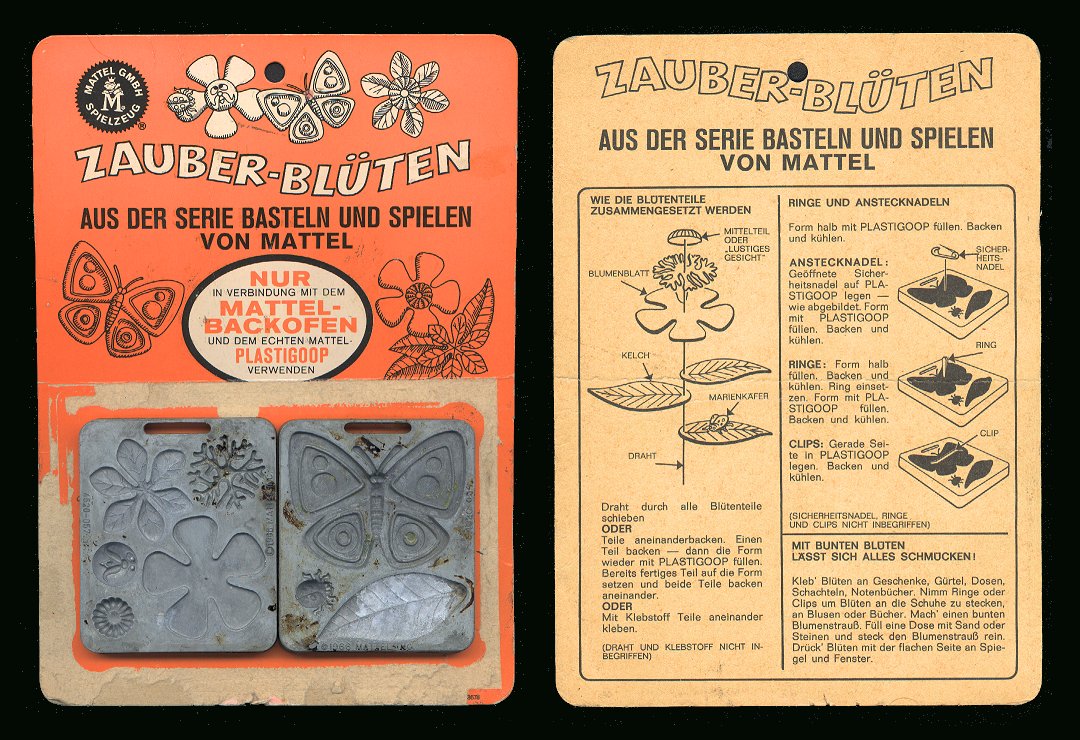 MATTEL GMBH
M
SPIELZEUG
®
ZAUBER-BLÜTEN
AUS DER SERIE BASTELN UND SPIELEN
VON MATTEL
NUR
IN VERBINDUNG MIT DEM
MATTEL-
BACKOFEN
UND DEM ECHTEN MATTEL-
PLASTIGOOP
VERWENDEN
3678
ZAUBER-BLÜTEN
AUS DER SERIE BASTELN UND SPIELEN
VON MATTEL
WIE DIE BLÜTENTEILE
ZUSAMMENGESETZT WERDEN
MITTELTEIL
ODER
„LUSTIGES
GESICHT"
BLUMENBLATT
KELCH
MARIENKÄFER
DRAHT
Draht durch alle Blütenteile
schieben
ODER
Teile aneinanderbacken. Einen
Teil backen — dann die Form
wieder mit PLASTIGOOP füllen.
Bereits fertiges Teil auf die Form
setzen und beide Teile backen
aneinander.
ODER
Mit Klebstoff Teile aneinander
kleben.
(DRAHT UND KLEBSTOFF NICHT IN-
BEGRIFFEN)
RINGE UND ANSTECKNADELN
Form halb mit PLASTIGOOP füllen. Backen
und kühlen.
ANSTECKNADEL:
Geöffnete Sicher-
heitsnadel auf PLA-
STIGOOP legen —
wie abgebildet. Form
mit PLASTIGOOP
füllen. Backen und
kühlen.
SICHER-
HEITS-
NADEL
RINGE: Form halb
füllen. Backen und
kühlen. Ring einset-
zen. Form mit PLA-
STIGOOP füllen.
Backen und kühlen.
RING
CLIPS: Gerade Sei-
te in PLASTIGOOP
legen. Backen und
kühlen.
CLIP
(SICHERHEITSNADEL, RINGE
UND CLIPS NICHT INBEGRIFFEN)
MIT BUNTEN BLÜTEN
LÄSST SICH ALLES SCHMÜCKEN!
Kleb' Blüten an Geschenke, Gürtel, Dosen,
Schachteln, Notenbücher. Nimm Ringe oder
Clips um Blüten an die Schuhe zu stecken,
an Blusen oder Bücher. Mach' einen bunten
Blumenstrauß. Füll eine Dose mit Sand oder
Steinen und steck den Blumenstrauß rein.
Drück' Blüten mit der flachen Seite an Spie-
gel und Fenster.